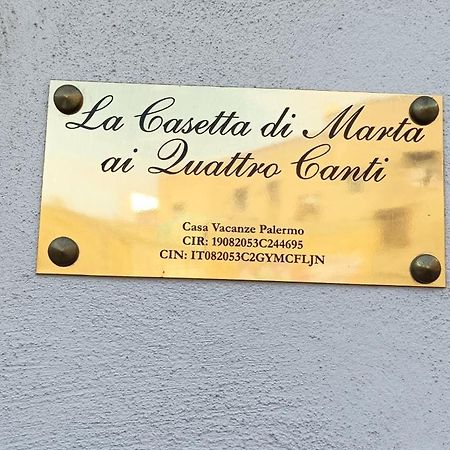 La Casetta di Marta
ai Quattro Canti
Casa Vacanze Palermo
CIR: 19082053C244695
CIN: IT082053C2GYMCFLJN